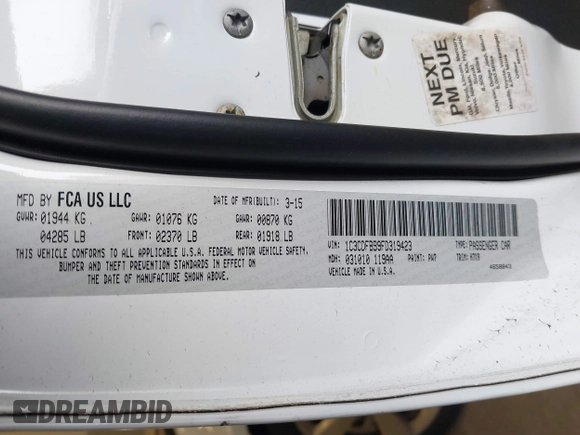 NEXT
PM DUE
MFD BY FCA US LLC
DATE OF MFR(BUILT): 3-15
GVWR: 01944 KG
GAWR: 01076 KG
GAWR: 00870 KG
04285 LB
FRONT: 02370 LB
REAR: 01918 LB
THIS VEHICLE CONFORMS TO ALL APPLICABLE U.S.A. FEDERAL MOTOR VEHICLE SAFETY,
BUMPER AND THEFT PREVENTION STANDARDS IN EFFECT ON
THE DATE OF MANUFACTURE SHOWN ABOVE.
VIN: 1C3CDFBB9FD319423
TYPE: PASSENGER CAR
MDH: 031010 119AA
PAINT: PW7
TRIM:
VEHICLE MADE IN U.S.A.
DREAMBID